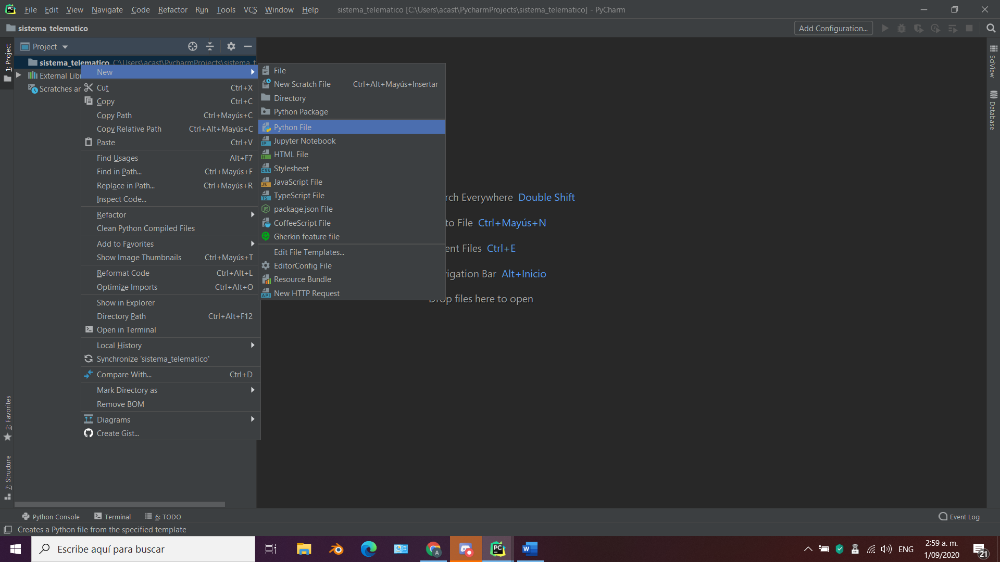 File Edit View Navigate Code Refactor Run Tools VCS Window Help sistema_telematico [C:\Users\acast\PycharmProjects\sistema_telematico] - PyCharm
sistema_telematico
Add Configuration...
Project
1: Project
sistema_telematico C:\Users\acast\PycharmProjects\sistema_t
External Lib
Scratches ar
New
Cut Ctrl+X
Copy Ctrl+C
Copy Path Ctrl+Mayús+C
Copy Relative Path Ctrl+Alt+Mayús+C
Paste Ctrl+V
Find Usages Alt+F7
Find in Path... Ctrl+Mayús+F
Replace in Path... Ctrl+Mayús+R
Inspect Code...
Refactor
Clean Python Compiled Files
Add to Favorites
Show Image Thumbnails Ctrl+Mayús+T
Reformat Code Ctrl+Alt+L
Optimize Imports Ctrl+Alt+O
Show in Explorer
Directory Path Ctrl+Alt+F12
Open in Terminal
Local History
Synchronize 'sistema_telematico'
Compare With... Ctrl+D
Mark Directory as
Remove BOM
Diagrams
Create Gist...
File
New Scratch File Ctrl+Alt+Mayús+Insertar
Directory
Python Package
Python File
Jupyter Notebook
HTML File
Stylesheet
JavaScript File
TypeScript File
package.json File
CoffeeScript File
Gherkin feature file
Edit File Templates...
EditorConfig File
Resource Bundle
New HTTP Request
rch Everywhere Double Shift
to File Ctrl+Mayús+N
ent Files Ctrl+E
vigation Bar Alt+Inicio
Drop files here to open
SciView
Database
2: Favorites
7: Structure
Python Console Terminal 6: TODO
Event Log
Creates a Python file from the specified template
Escribe aquí para buscar
ENG
2:59 a. m.
1/09/2020
21